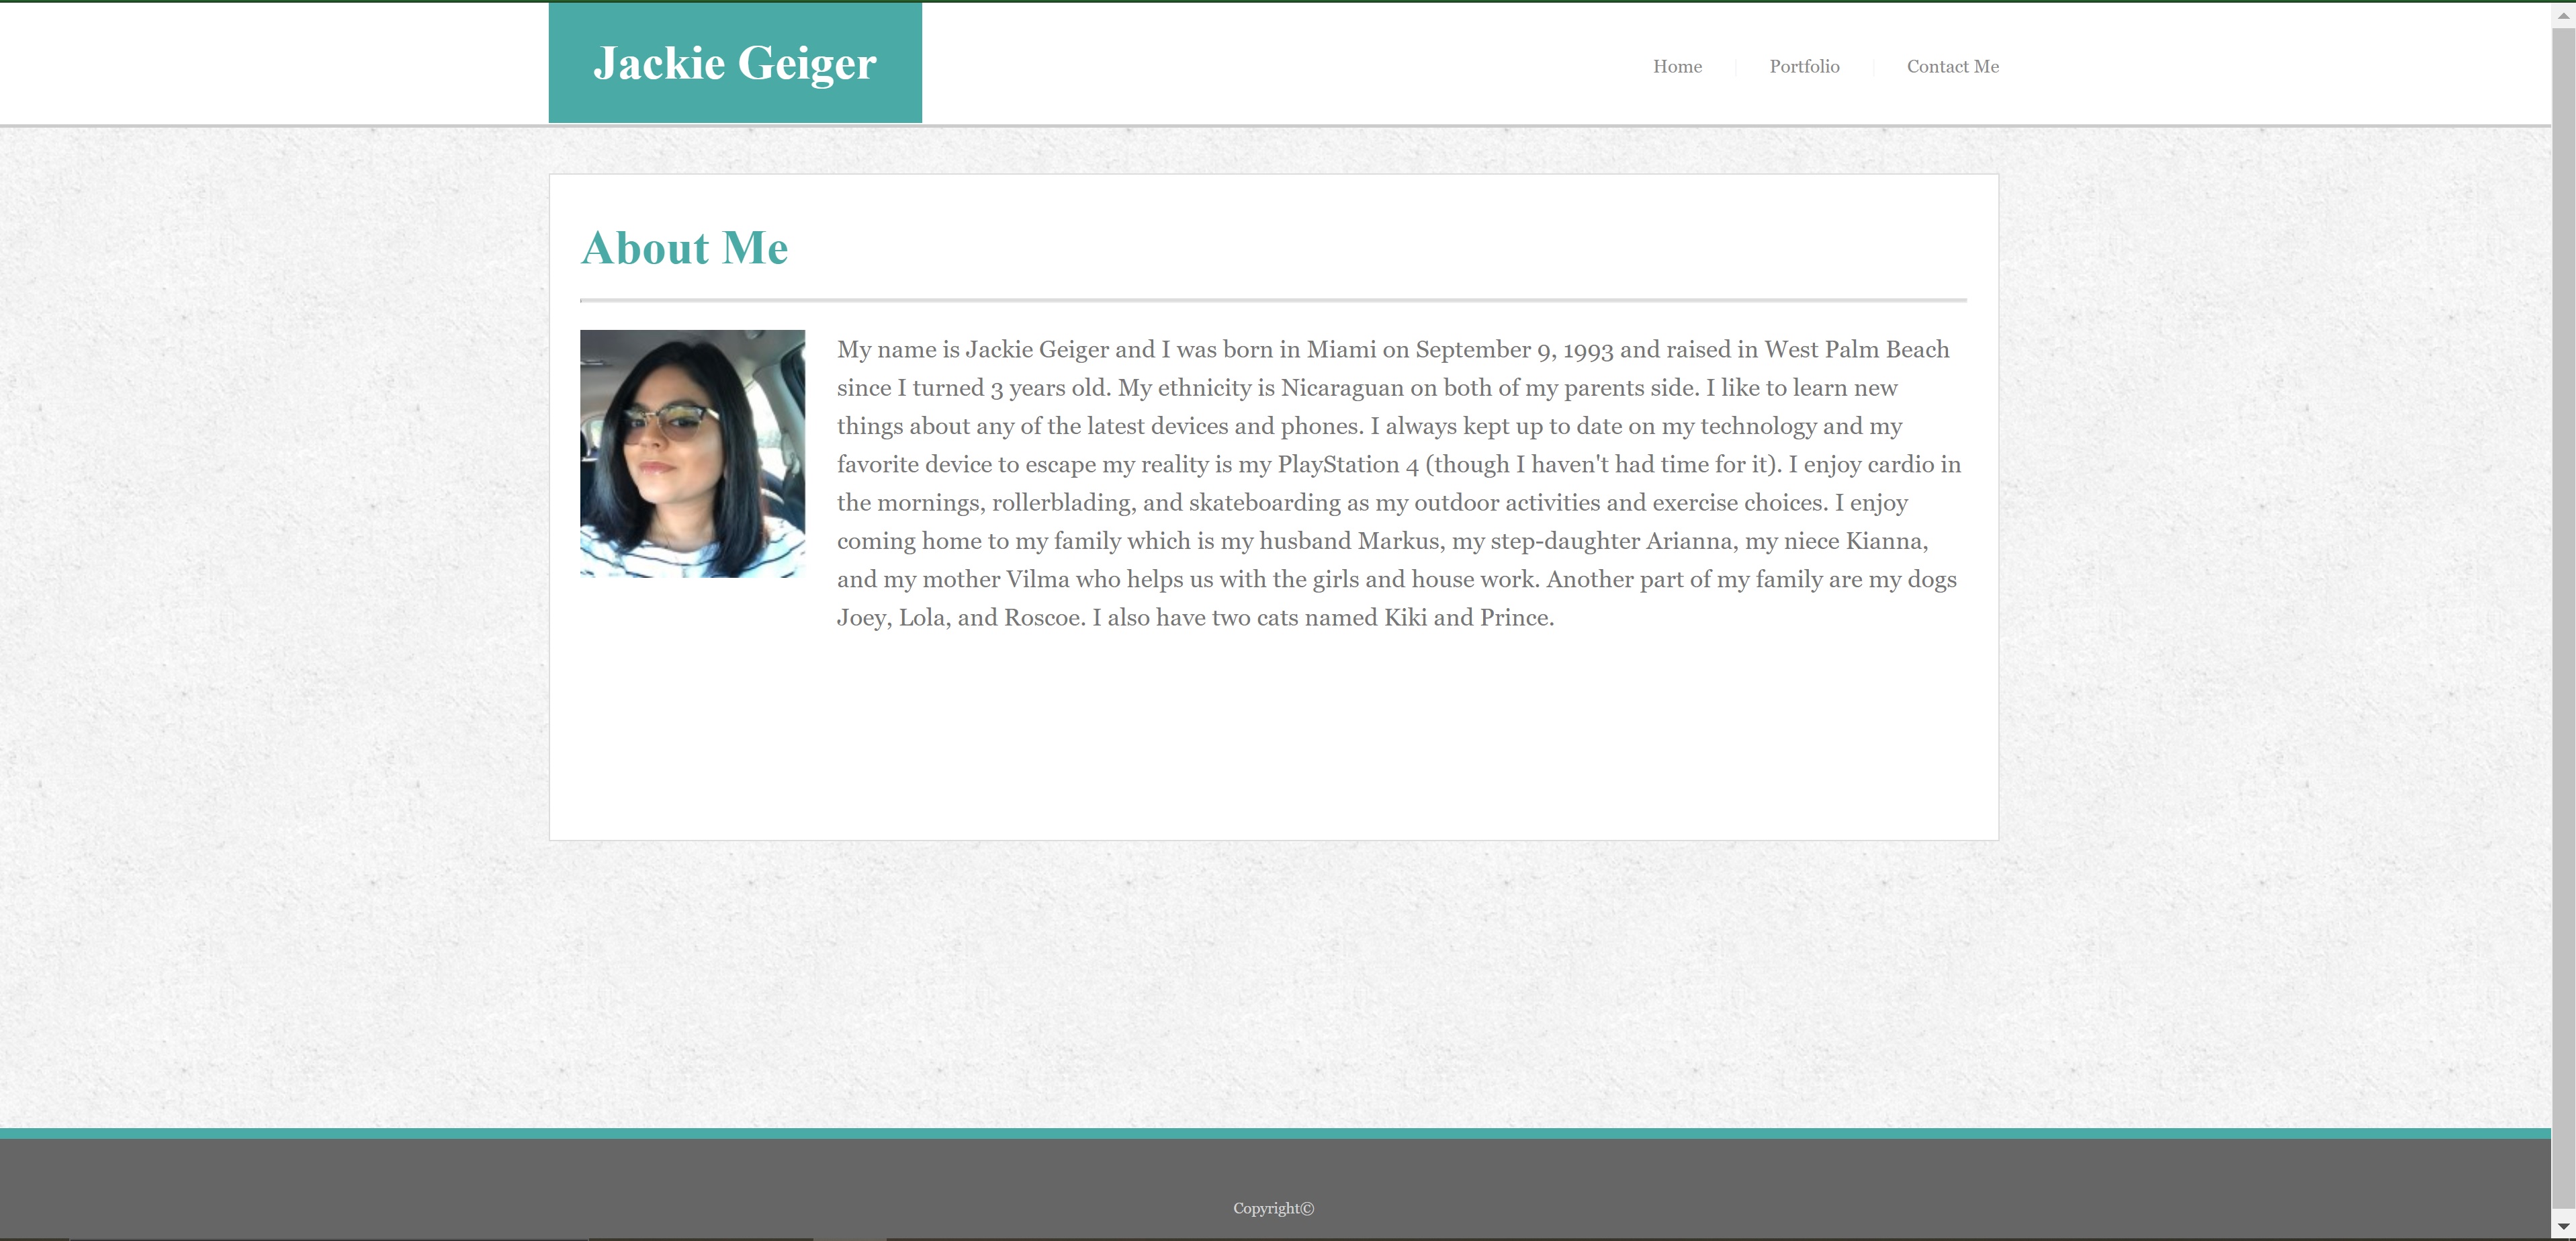 Jackie Geiger
Home
Portfolio
Contact Me
About Me
My name is Jackie Geiger and I was born in Miami on September 9, 1993 and raised in West Palm Beach
since I turned 3 years old. My ethnicity is Nicaraguan on both of my parents side. I like to learn new
things about any of the latest devices and phones. I always kept up to date on my technology and my
favorite device to escape my reality is my PlayStation 4 (though I haven't had time for it). I enjoy cardio in
the mornings, rollerblading, and skateboarding as my outdoor activities and exercise choices. I enjoy
coming home to my family which is my husband Markus, my step-daughter Arianna, my niece Kianna,
and my mother Vilma who helps us with the girls and house work. Another part of my family are my dogs
Joey, Lola, and Roscoe. I also have two cats named Kiki and Prince.
Copyright©